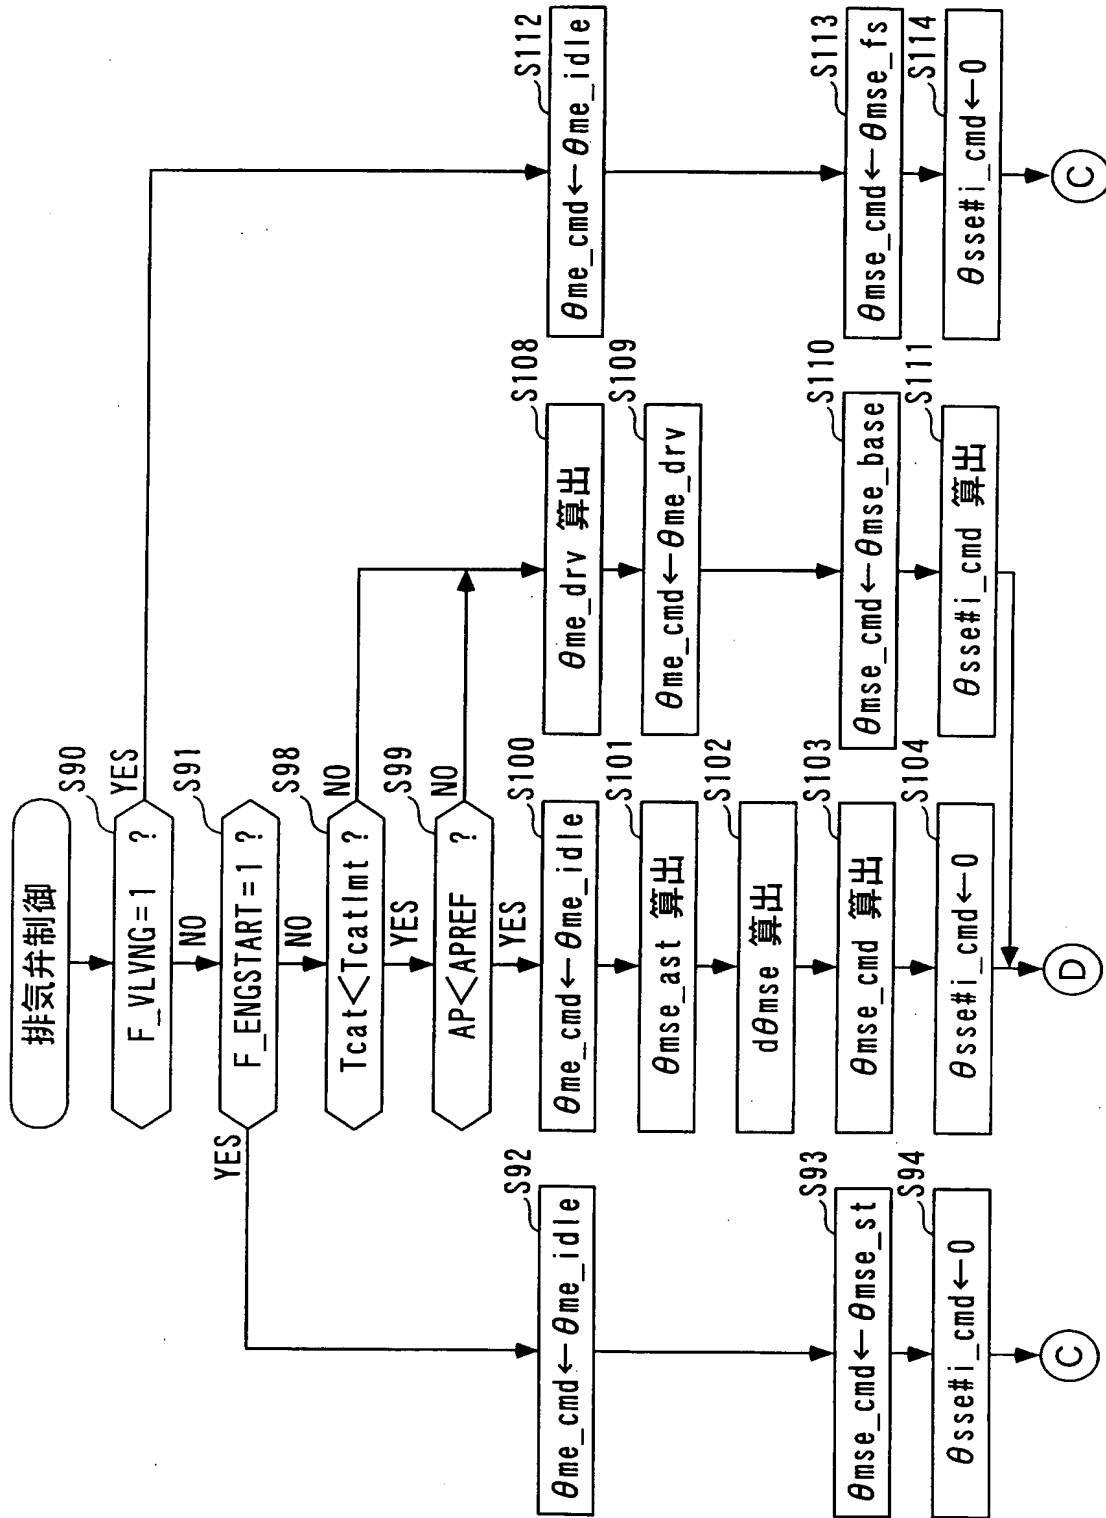 排気弁制御
S90
F_VLVNG=1 ?
YES
NO
S91
F_ENGSTART=1 ?
YES
NO
S98
Tcat<Tcatlmt ?
NO
YES
S99
AP<APREF ?
NO
YES
S92
θme_cmd←θme_idle
S93
θmse_cmd←θmse_st
S94
θsse#i_cmd←0
C
S100
θme_cmd←θme_idle
S101
θmse_ast 算出
S102
dθmse 算出
S103
θmse_cmd 算出
S104
θsse#i_cmd←0
D
S108
θme_drv 算出
S109
θme_cmd←θme_drv
S110
θmse_cmd←θmse_base
S111
θsse#i_cmd 算出
S112
θme_cmd←θme_idle
S113
θmse_cmd←θmse_fs
S114
θsse#i_cmd←0
C